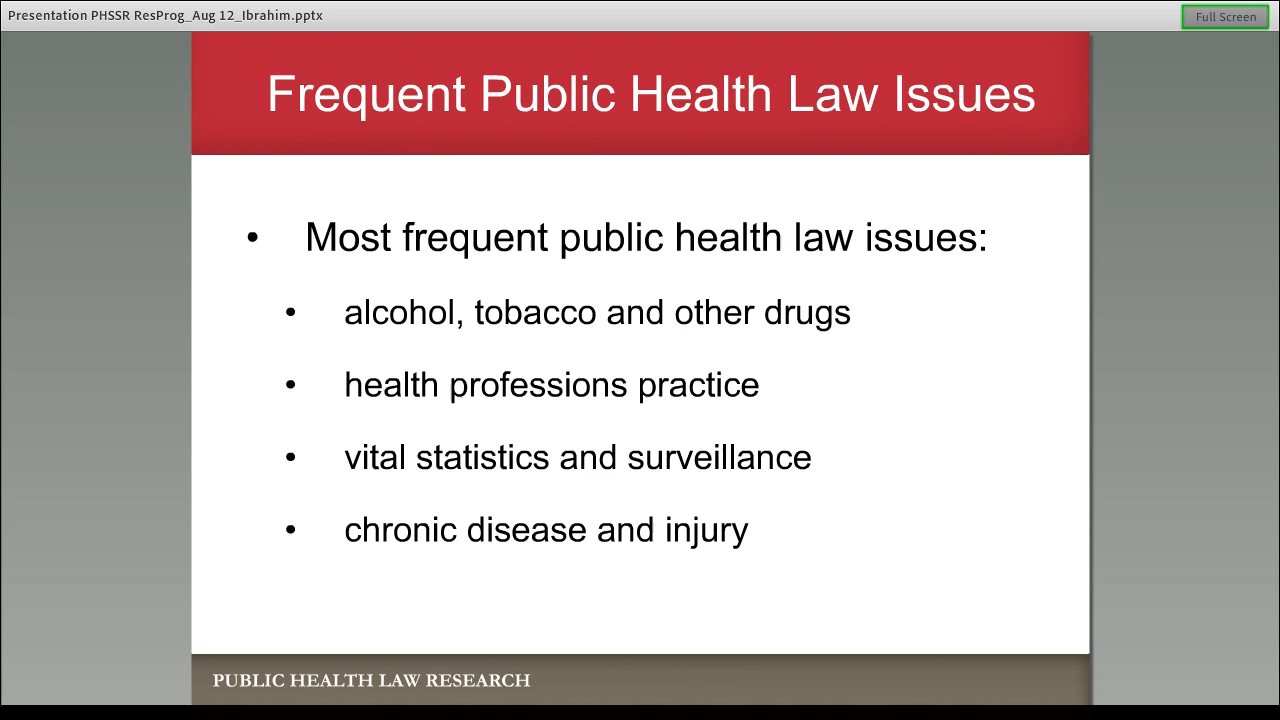 Presentation PHSSR ResProg_Aug 12_Ibrahim.pptx
Full Screen
Frequent Public Health Law Issues
• Most frequent public health law issues:
• alcohol, tobacco and other drugs
• health professions practice
• vital statistics and surveillance
• chronic disease and injury
PUBLIC HEALTH LAW RESEARCH